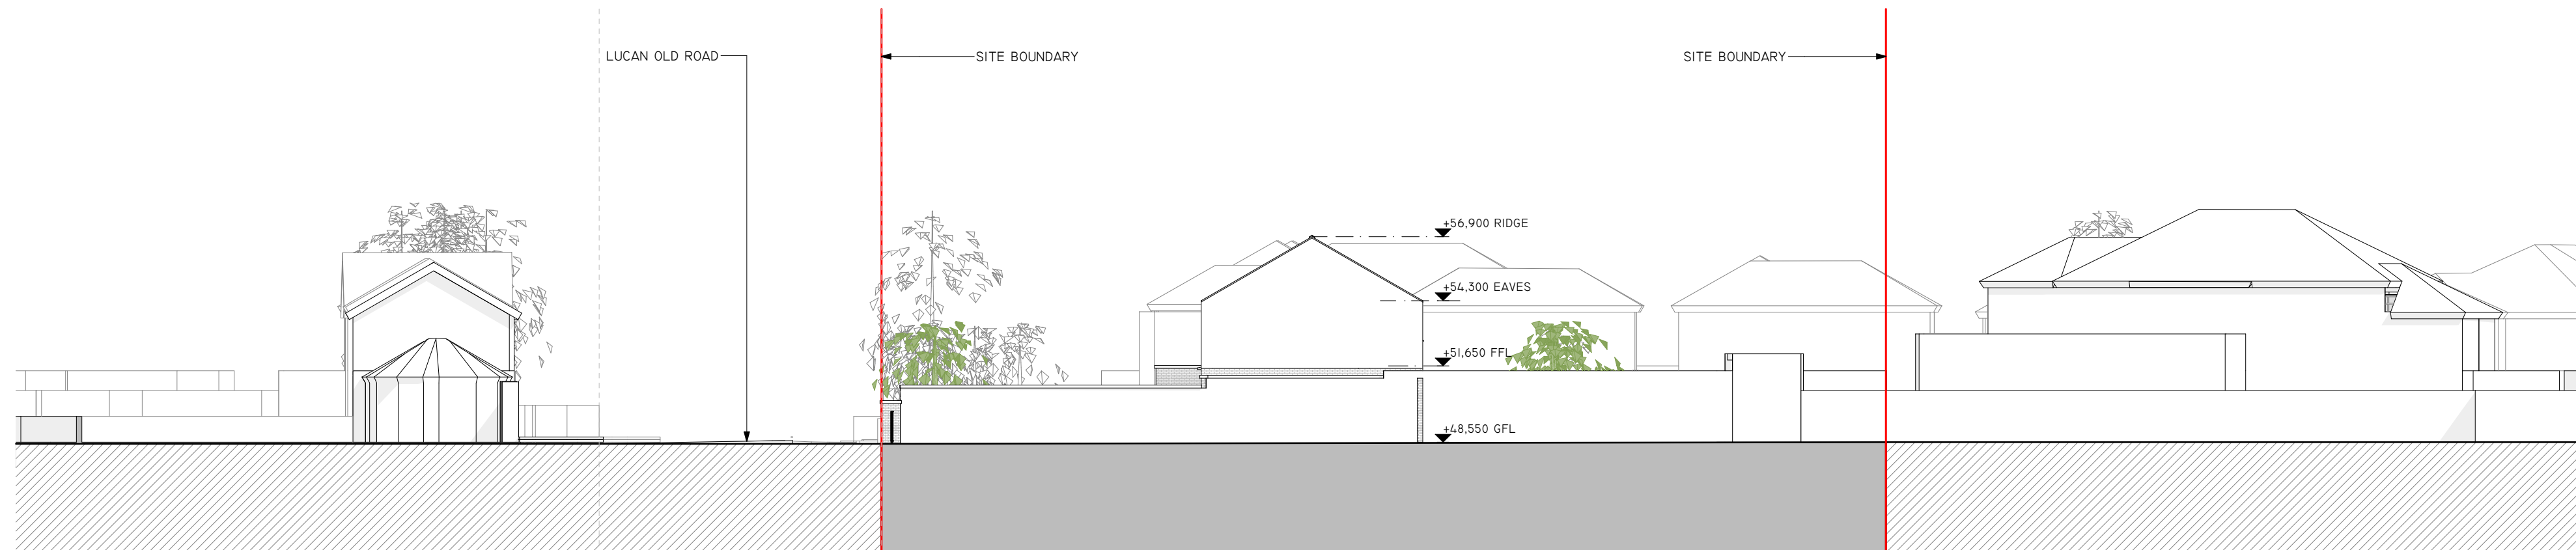 LUCAN OLD ROAD
SITE BOUNDARY
SITE BOUNDARY
+56,900 RIDGE
+54,300 EAVES
+51,650 FFL
+48,550 GFL